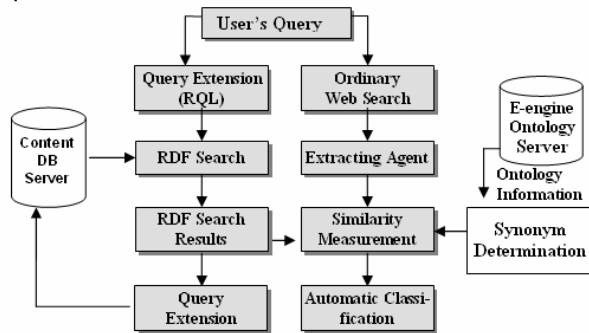 User's Query
Query Extension
(RQL)
Ordinary
Web Search
E-engine
Ontology
Server
Content
DB
Server
RDF Search
Extracting Agent
Ontology
Information
RDF Search
Results
Similarity
Measurement
Synonym
Determination
Query
Extension
Automatic Classi-
fication